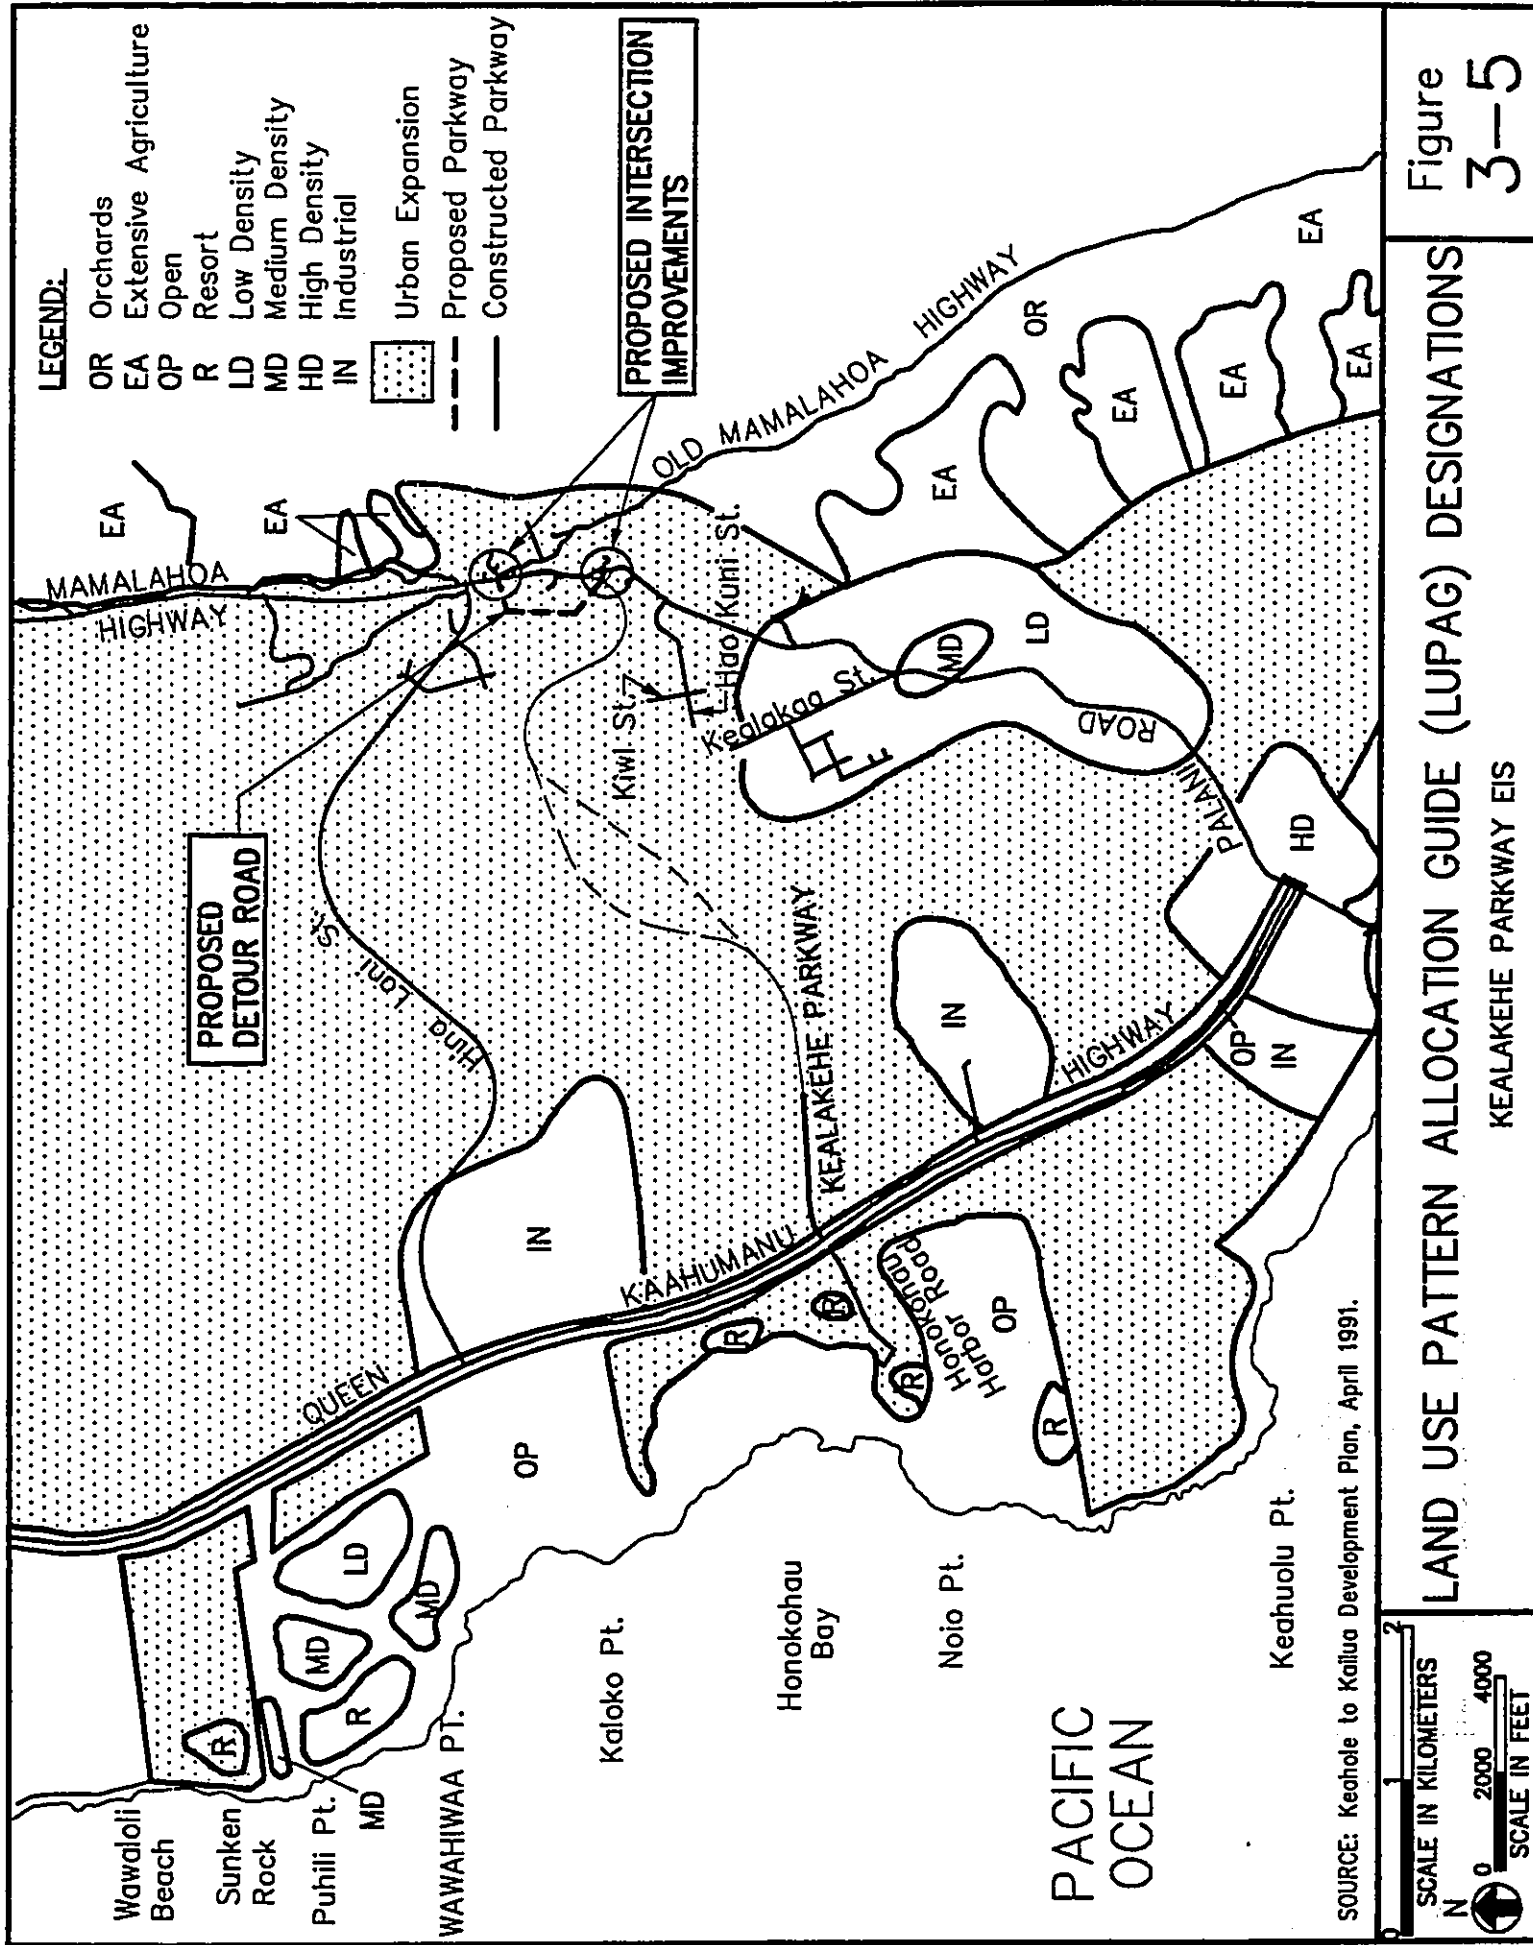 LEGEND:
OR Orchards
EA Extensive Agriculture
OP Open
R Resort
LD Low Density
MD Medium Density
HD High Density
IN Industrial
Urban Expansion
Proposed Parkway
Constructed Parkway
PROPOSED INTERSECTION
IMPROVEMENTS
PROPOSED
DETOUR ROAD
EA
EA
MAMALAHOA
HIGHWAY
OLD MAMALAHOA HIGHWAY
Hina Lani St.
Kiwi St.
Hao Kuni St.
Kealakaa St.
PALANI
ROAD
KEALAKEHE PARKWAY
QUEEN
KAAHUMANU
HIGHWAY
Honokohau
Harbor Road
EA
OR
EA
EA
EA
EA
LD
MD
HD
IN
IN
OP
IN
OP
OP
R
R
R
R
LD
MD
MD
R
R
MD
Wawaloli
Beach
Sunken
Rock
Puhili Pt.
WAWAHIWAA PT.
Kaloko Pt.
Honokohau
Bay
Noio Pt.
Keahuolu Pt.
PACIFIC
OCEAN
SOURCE: Keahole to Kailua Development Plan, April 1991.
0 1 2
SCALE IN KILOMETERS
N
0 2000 4000
SCALE IN FEET
LAND USE PATTERN ALLOCATION GUIDE (LUPAG) DESIGNATIONS
KEALAKEHE PARKWAY EIS
Figure
3-5